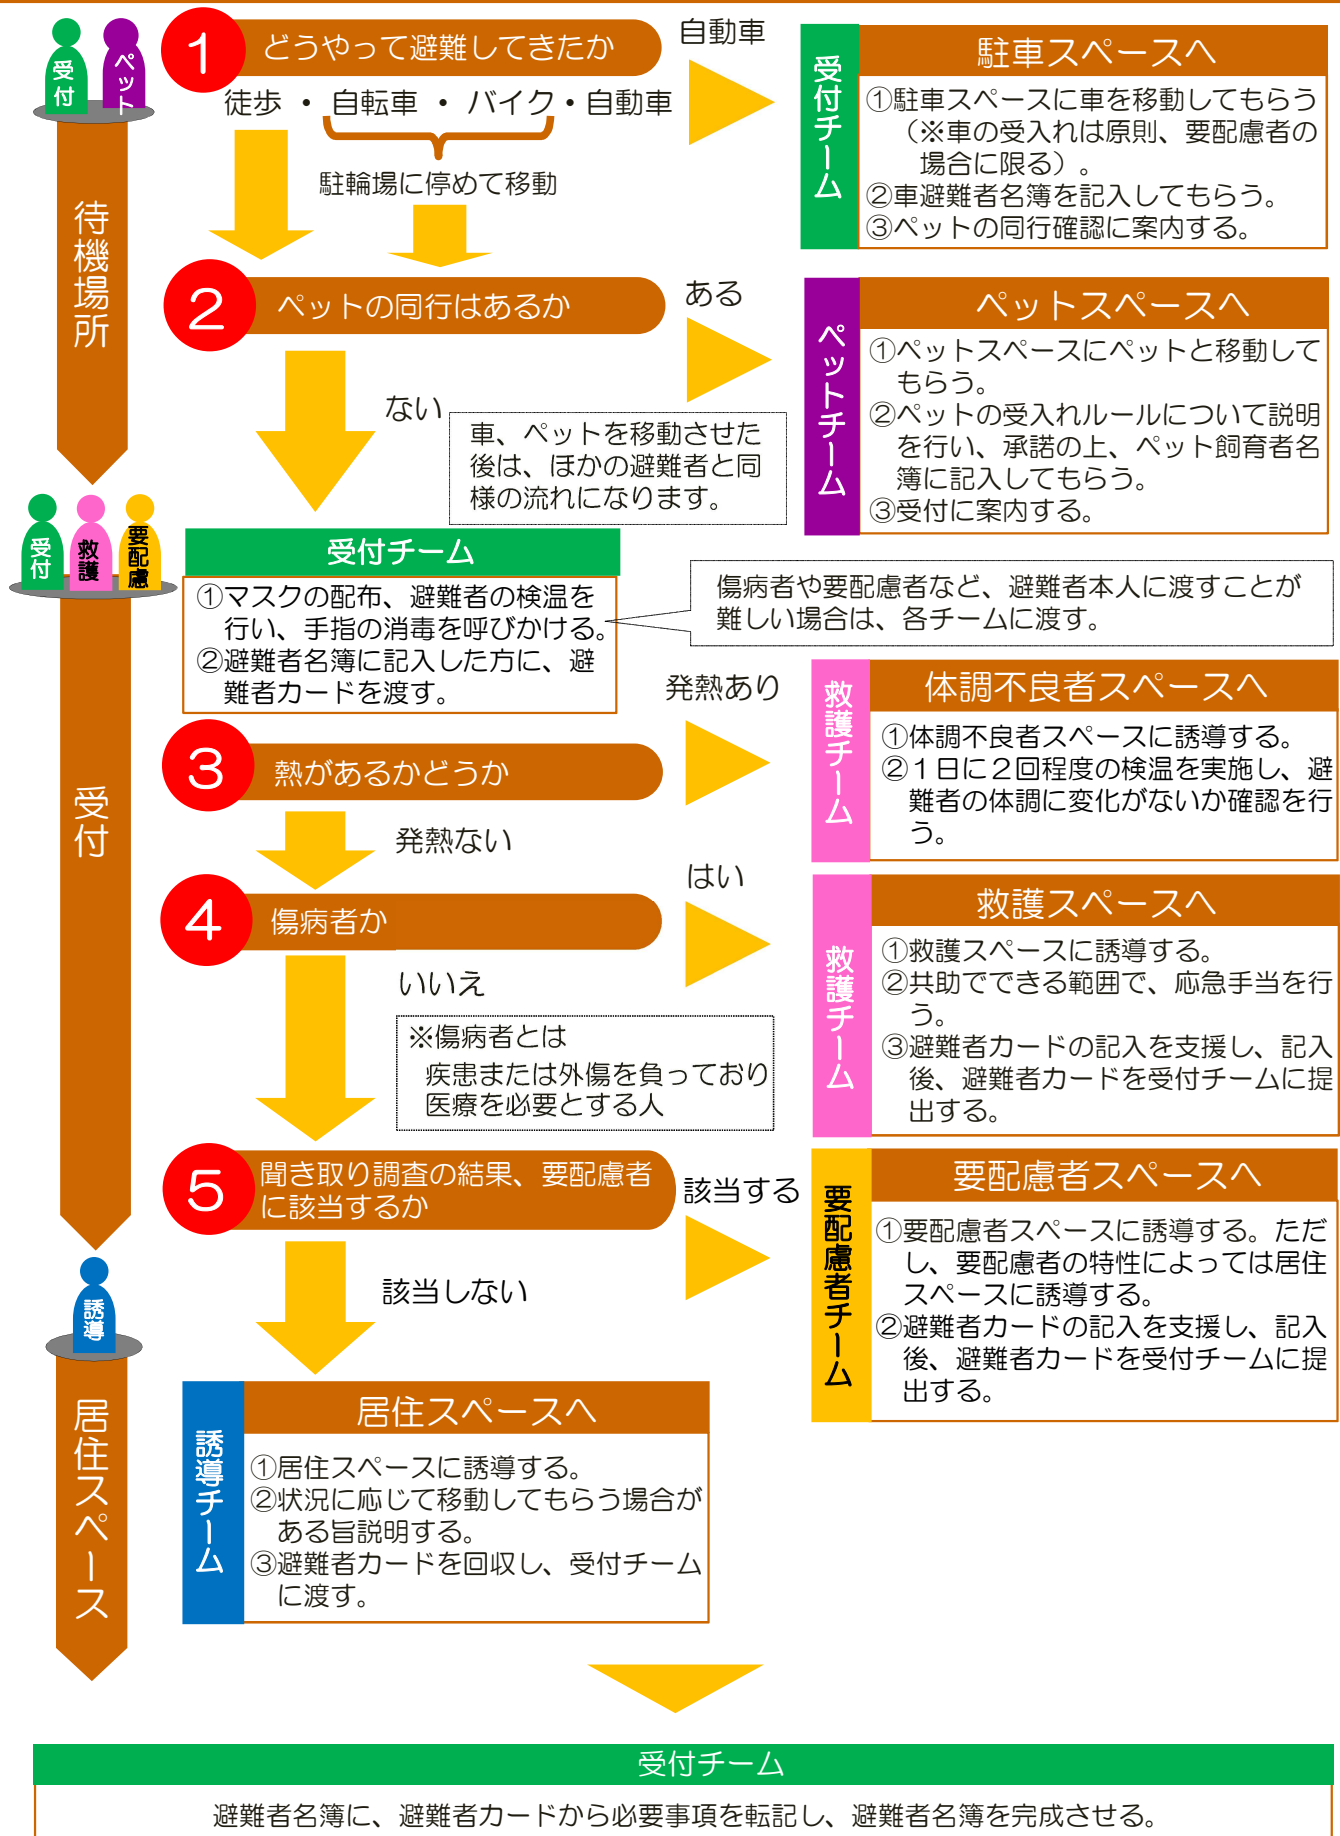 受付
ペット
1
どうやって避難してきたか
自動車
徒歩 ・ 自転車 ・ バイク・自動車
駐輪場に停めて移動
受付チーム
駐車スペースへ
①駐車スペースに車を移動してもらう
（※車の受入れは原則、要配慮者の
場合に限る）。
②車避難者名簿を記入してもらう。
③ペットの同行確認に案内する。
待機場所
2
ペットの同行はあるか
ある
ない
車、ペットを移動させた
後は、ほかの避難者と同
様の流れになります。
ペットチーム
ペットスペースへ
①ペットスペースにペットと移動して
もらう。
②ペットの受入れルールについて説明
を行い、承諾の上、ペット飼育者名
簿に記入してもらう。
③受付に案内する。
受付
救護
要配慮
受付チーム
①マスクの配布、避難者の検温を
行い、手指の消毒を呼びかける。
②避難者名簿に記入した方に、避
難者カードを渡す。
傷病者や要配慮者など、避難者本人に渡すことが
難しい場合は、各チームに渡す。
受付
3
熱があるかどうか
発熱あり
発熱ない
救護チーム
体調不良者スペースへ
①体調不良者スペースに誘導する。
②１日に２回程度の検温を実施し、避
難者の体調に変化がないか確認を行
う。
4
傷病者か
はい
いいえ
※傷病者とは
疾患または外傷を負っており
医療を必要とする人
救護チーム
救護スペースへ
①救護スペースに誘導する。
②共助でできる範囲で、応急手当を行
う。
③避難者カードの記入を支援し、記入
後、避難者カードを受付チームに提
出する。
5
聞き取り調査の結果、要配慮者
に該当するか
該当する
該当しない
要配慮者チーム
要配慮者スペースへ
①要配慮者スペースに誘導する。ただ
し、要配慮者の特性によっては居住
スペースに誘導する。
②避難者カードの記入を支援し、記入
後、避難者カードを受付チームに提
出する。
誘導
居住スペース
誘導チーム
居住スペースへ
①居住スペースに誘導する。
②状況に応じて移動してもらう場合が
ある旨説明する。
③避難者カードを回収し、受付チーム
に渡す。
受付チーム
避難者名簿に、避難者カードから必要事項を転記し、避難者名簿を完成させる。